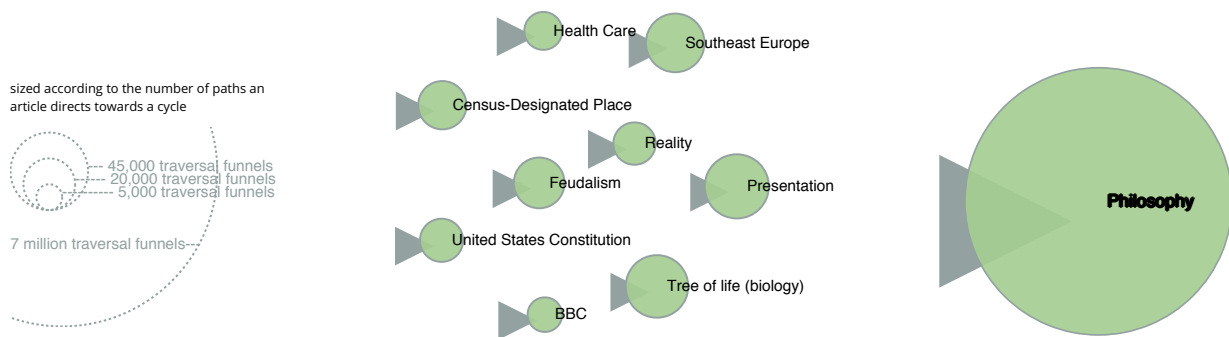 sized according to the number of paths an
article directs towards a cycle
45,000 traversal funnels
20,000 traversal funnels
5,000 traversal funnels
7 million traversal funnels
Health Care
Southeast Europe
Census-Designated Place
Reality
Feudalism
Presentation
United States Constitution
Tree of life (biology)
BBC
Philosophy